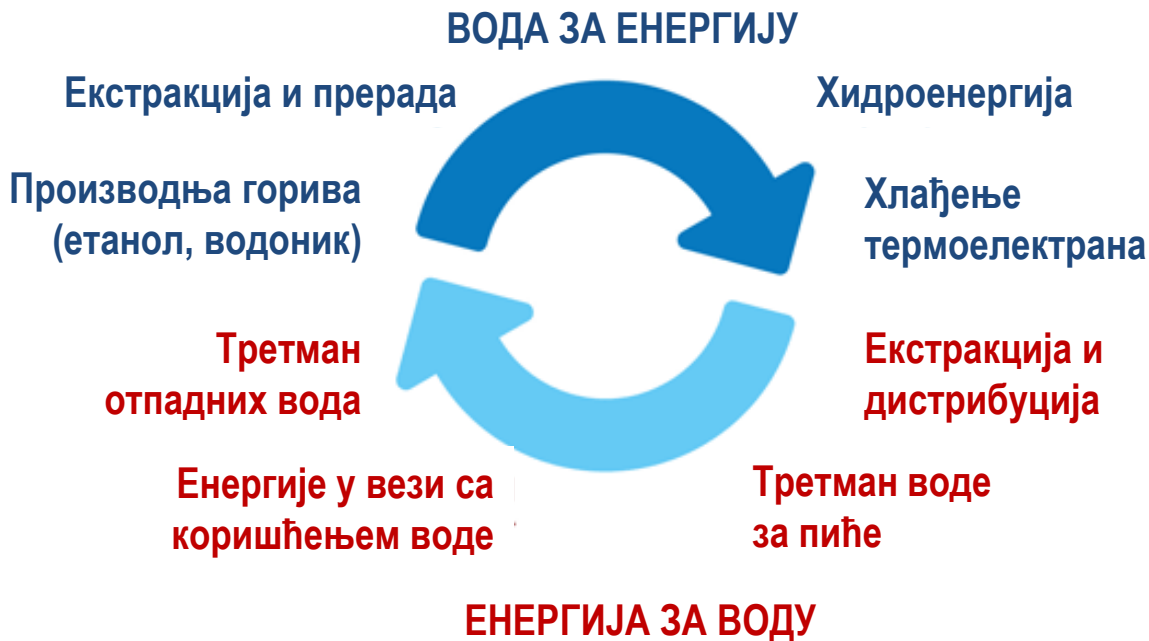 ВОДА ЗА ЕНЕРГИЈУ
Екстракција и прерада
Хидроенергија
Производња горива
(етанол, водоник)
Хлађење
термоелектрана
Третман
отпадних вода
Екстракција и
дистрибуција
Енергије у вези са
коришћењем воде
Третман воде
за пиће
ЕНЕРГИЈА ЗА ВОДУ